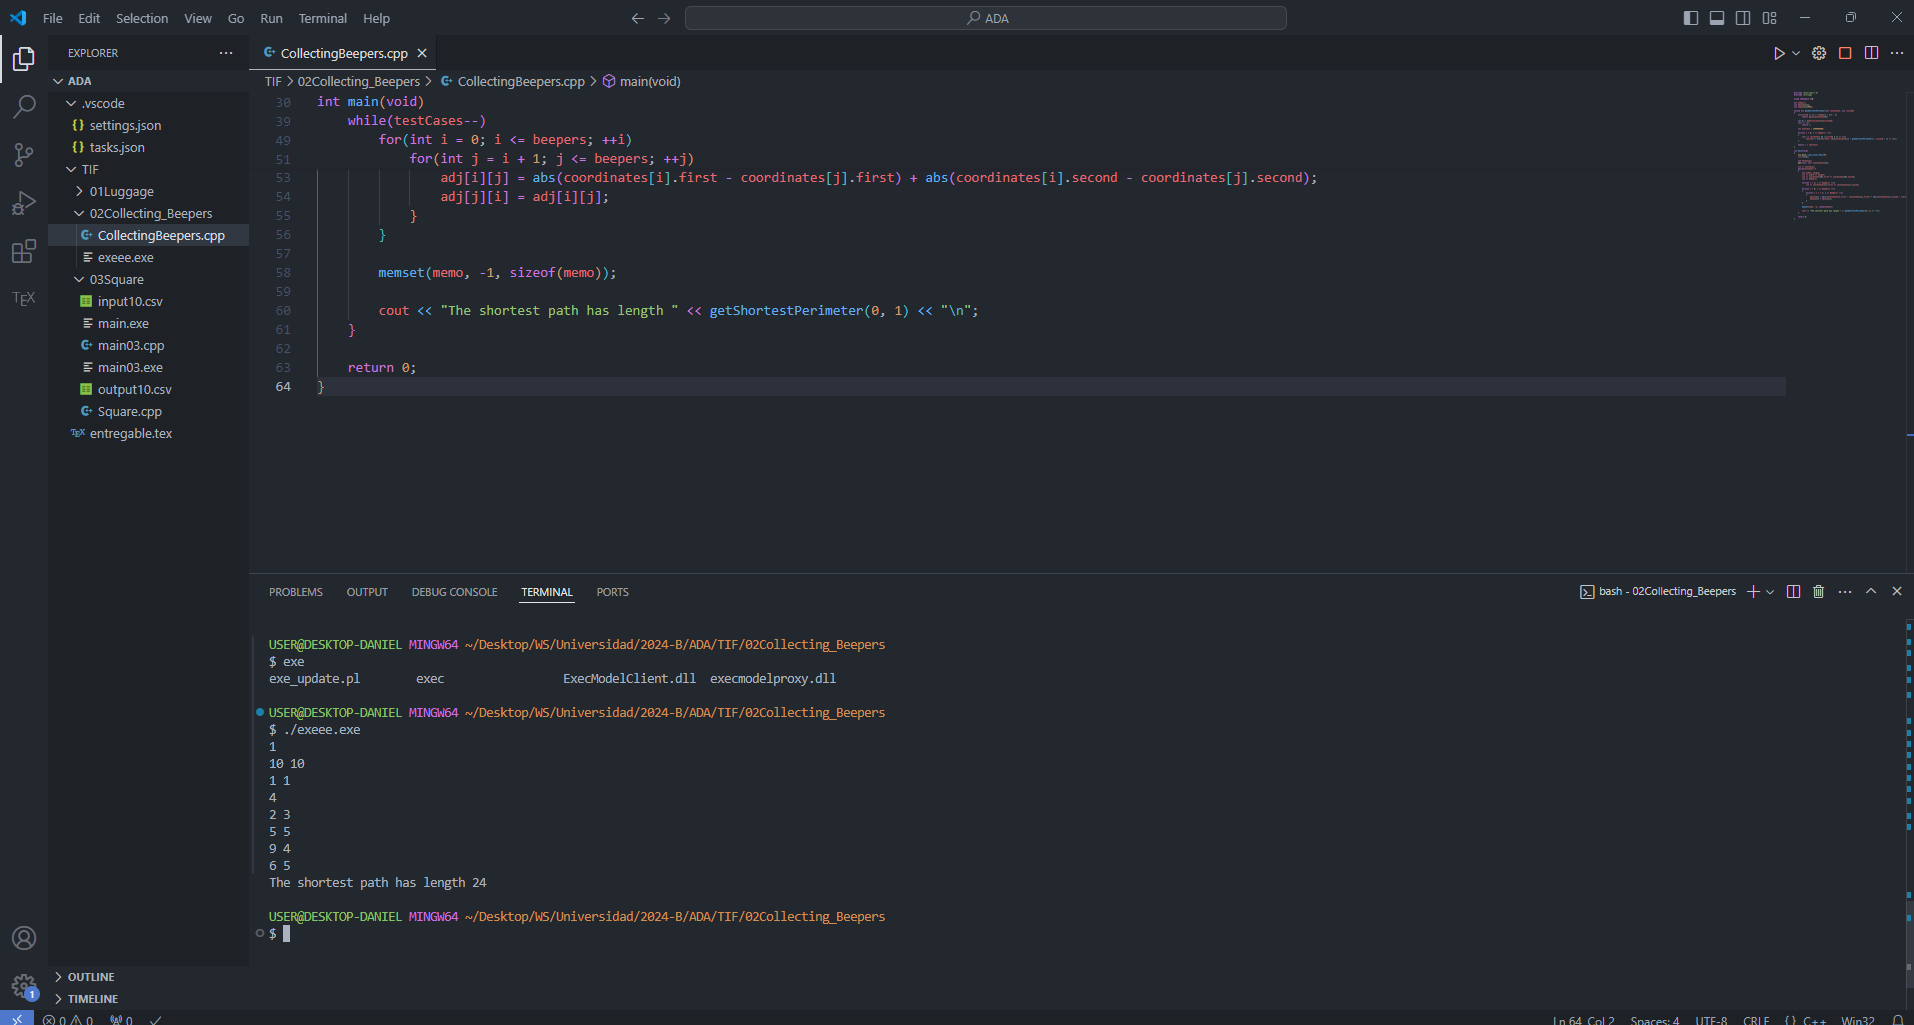 File Edit Selection View Go Run Terminal Help
ADA
EXPLORER
ADA
.vscode
settings.json
tasks.json
TIF
01Luggage
02Collecting_Beepers
CollectingBeepers.cpp
exeee.exe
03Square
input10.csv
main.exe
main03.cpp
main03.exe
output10.csv
Square.cpp
entregable.tex
OUTLINE
TIMELINE
TEX
1
CollectingBeepers.cpp
TIF > 02Collecting_Beepers > CollectingBeepers.cpp > main(void)
30 int main(void)
39 while(testCases--)
49 for(int i = 0; i <= beepers; ++i)
51 for(int j = i + 1; j <= beepers; ++j)
53 adj[i][j] = abs(coordinates[i].first - coordinates[j].first) + abs(coordinates[i].second - coordinates[j].second);
54 adj[j][i] = adj[i][j];
55 }
56 }
57
58 memset(memo, -1, sizeof(memo));
59
60 cout << "The shortest path has length " << getShortestPerimeter(0, 1) << "\n";
61 }
62
63 return 0;
64 }
PROBLEMS OUTPUT DEBUG CONSOLE TERMINAL PORTS
bash - 02Collecting_Beepers
USER@DESKTOP-DANIEL MINGW64 ~/Desktop/WS/Universidad/2024-B/ADA/TIF/02Collecting_Beepers
$ exe
exe_update.pl exec ExecModelClient.dll execmodelproxy.dll
USER@DESKTOP-DANIEL MINGW64 ~/Desktop/WS/Universidad/2024-B/ADA/TIF/02Collecting_Beepers
$ ./exeee.exe
1
10 10
1 1
4
2 3
5 5
9 4
6 5
The shortest path has length 24
USER@DESKTOP-DANIEL MINGW64 ~/Desktop/WS/Universidad/2024-B/ADA/TIF/02Collecting_Beepers
$
0 0 0
Ln 64, Col 2 Spaces: 4 UTF-8 CRLF {} C++ Win32